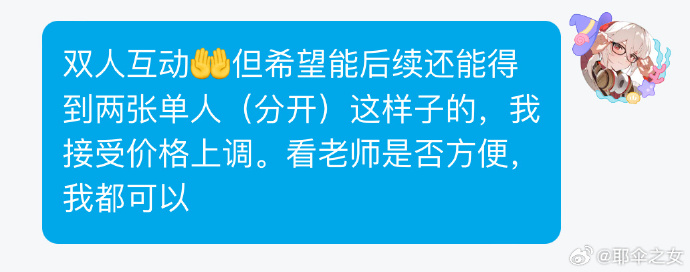 双人互动🤲但希望能后续还能得
到两张单人（分开）这样子的，我
接受价格上调。看老师是否方便，
我都可以
@耶伞之女